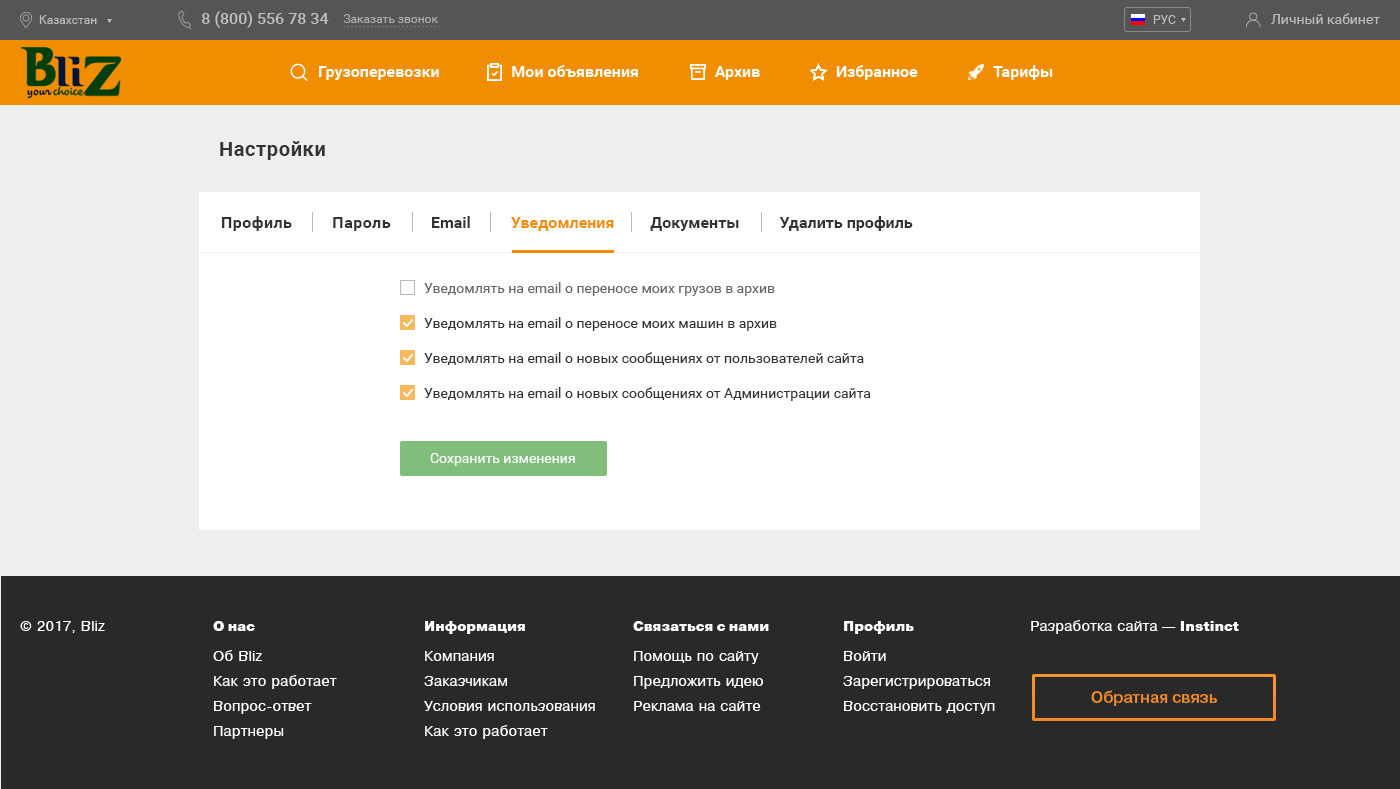 Казахстан
8 (800) 556 78 34
Заказать звонок
РУС
Личный кабинет
BliZ
your choice
Грузоперевозки
Мои объявления
Архив
Избранное
Тарифы
Настройки
Профиль
Пароль
Email
Уведомления
Документы
Удалить профиль
Уведомлять на email о переносе моих грузов в архив
Уведомлять на email о переносе моих машин в архив
Уведомлять на email о новых сообщениях от пользователей сайта
Уведомлять на email о новых сообщениях от Администрации сайта
Сохранить изменения
© 2017, Bliz
О нас
Об Bliz
Как это работает
Вопрос-ответ
Партнеры
Информация
Компания
Заказчикам
Условия использования
Как это работает
Связаться с нами
Помощь по сайту
Предложить идею
Реклама на сайте
Профиль
Войти
Зарегистрироваться
Восстановить доступ
Разработка сайта — Instinct
Обратная связь